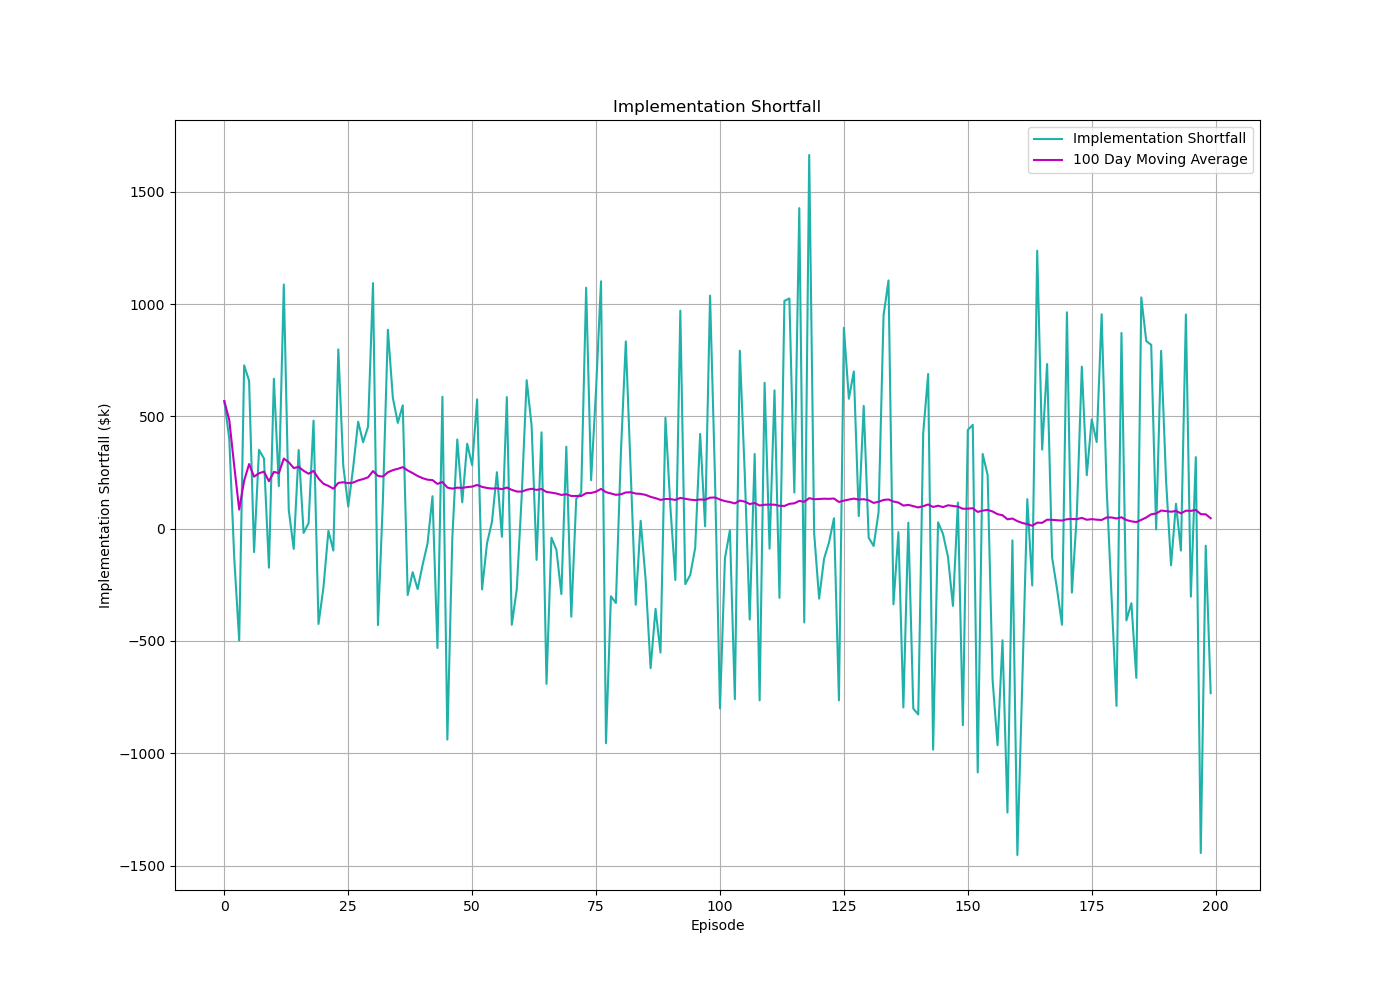 Implementation Shortfall
Implementation Shortfall
100 Day Moving Average
Implementation Shortfall ($k)
1500
1000
500
0
−500
−1000
−1500
0 25 50 75 100 125 150 175 200
Episode